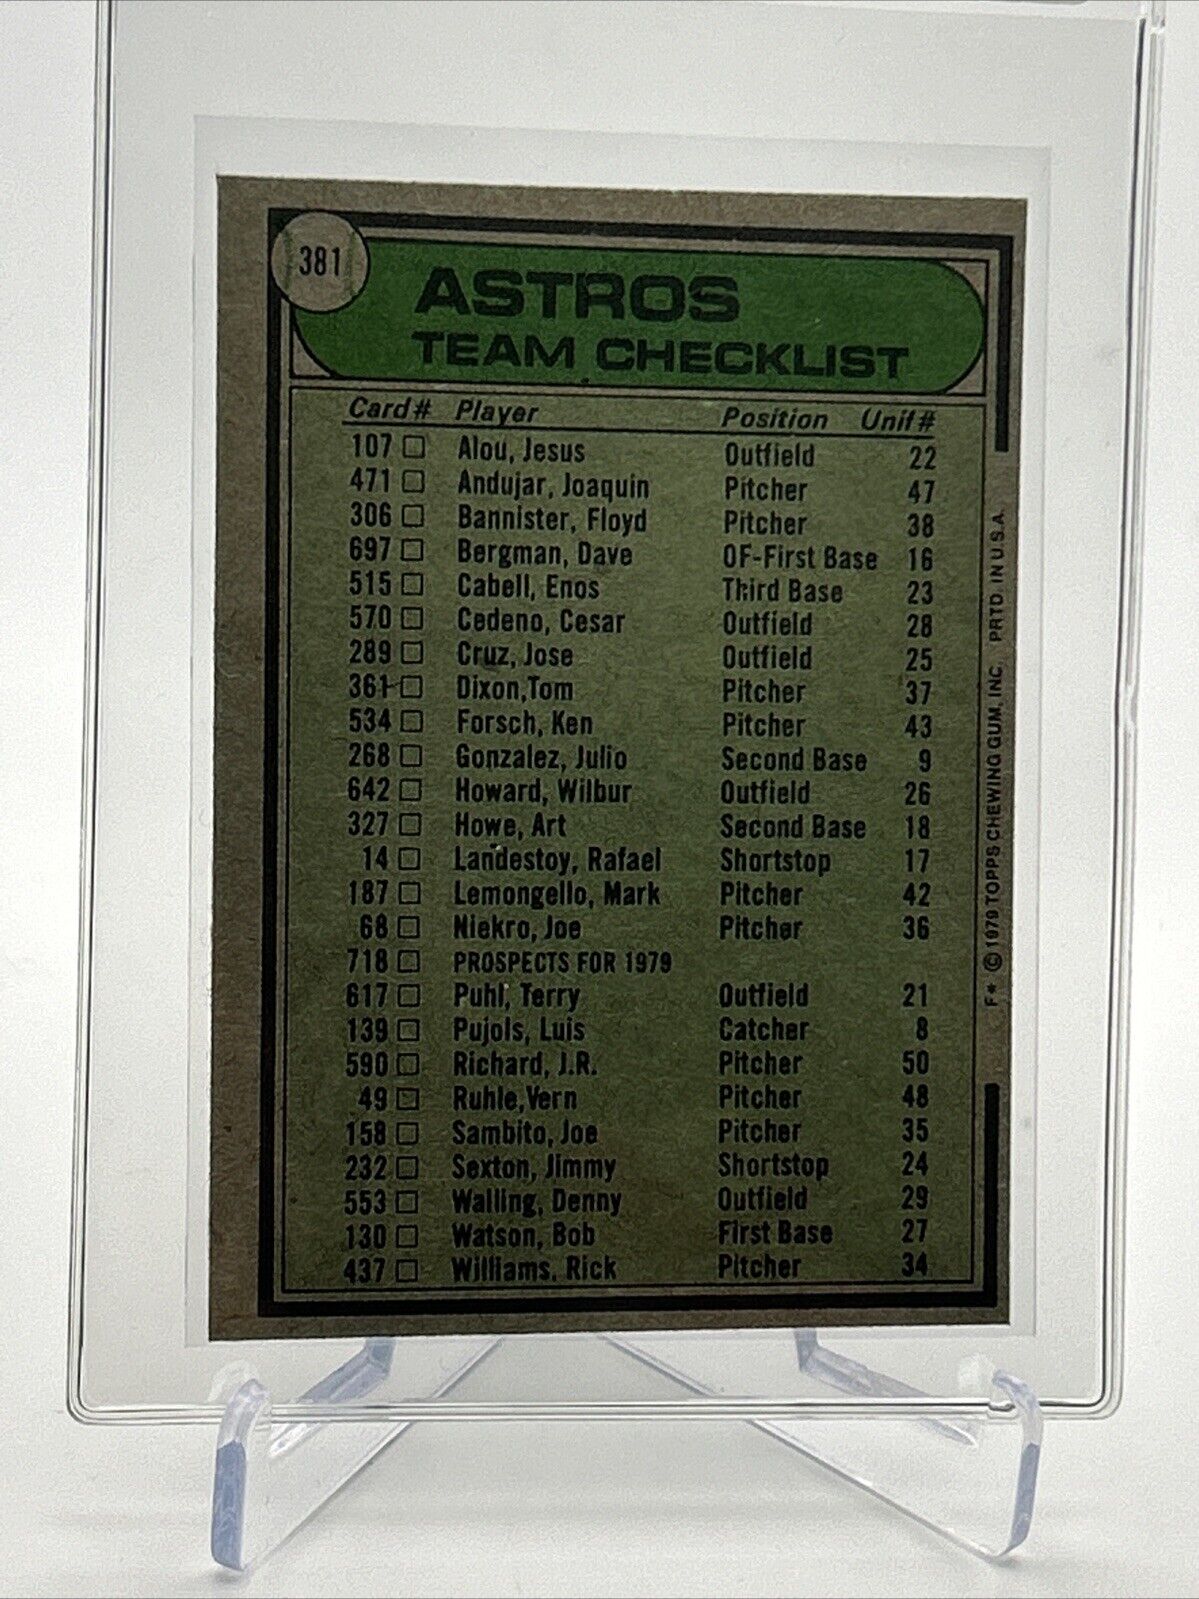 381
ASTROS
TEAM CHECKLIST
Card # Player Position Unif #
107 □ Alou, Jesus Outfield 22
471 □ Andujar, Joaquin Pitcher 47
306 □ Bannister, Floyd Pitcher 38
697 □ Bergman, Dave OF-First Base 16
515 □ Cabell, Enos Third Base 23
570 □ Cedeno, Cesar Outfield 28
289 □ Cruz, Jose Outfield 25
361 □ Dixon,Tom Pitcher 37
534 □ Forsch, Ken Pitcher 43
268 □ Gonzalez, Julio Second Base 9
642 □ Howard, Wilbur Outfield 26
327 □ Howe, Art Second Base 18
14 □ Landestoy, Rafael Shortstop 17
187 □ Lemongello, Mark Pitcher 42
68 □ Niekro, Joe Pitcher 36
718 □ PROSPECTS FOR 1979
617 □ Puhl, Terry Outfield 21
139 □ Pujols, Luis Catcher 8
590 □ Richard, J.R. Pitcher 50
49 □ Ruhle,Vern Pitcher 48
158 □ Sambito, Joe Pitcher 35
232 □ Sexton, Jimmy Shortstop 24
553 □ Walling, Denny Outfield 29
130 □ Watson, Bob First Base 27
437 □ Williams, Rick Pitcher 34
F* © 1979 TOPPS CHEWING GUM, INC. PRTD. IN U.S.A.